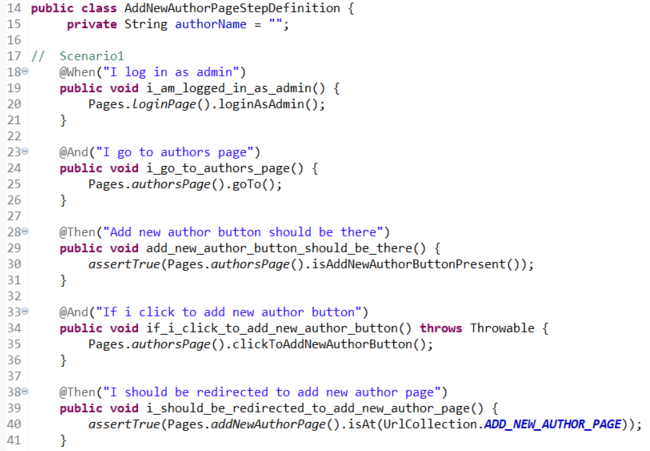 14 public class AddNewAuthorPageStepDefinition {
15     private String authorName = "";
16
17 //  Scenario1
18     @When("I log in as admin")
19     public void i_am_logged_in_as_admin() {
20         Pages.LoginPage().loginAsAdmin();
21     }
22
23     @And("I go to authors page")
24     public void i_go_to_authors_page() {
25         Pages.authorsPage().goTo();
26     }
27
28     @Then("Add new author button should be there")
29     public void add_new_author_button_should_be_there() {
30         assertTrue(Pages.authorsPage().isAddNewAuthorButtonPresent());
31     }
32
33     @And("If i click to add new author button")
34     public void if_i_click_to_add_new_author_button() throws Throwable {
35         Pages.authorsPage().clickToAddNewAuthorButton();
36     }
37
38     @Then("I should be redirected to add new author page")
39     public void i_should_be_redirected_to_add_new_author_page() {
40         assertTrue(Pages.addNewAuthorPage().isAt(UrlCollection.ADD_NEW_AUTHOR_PAGE));
41     }